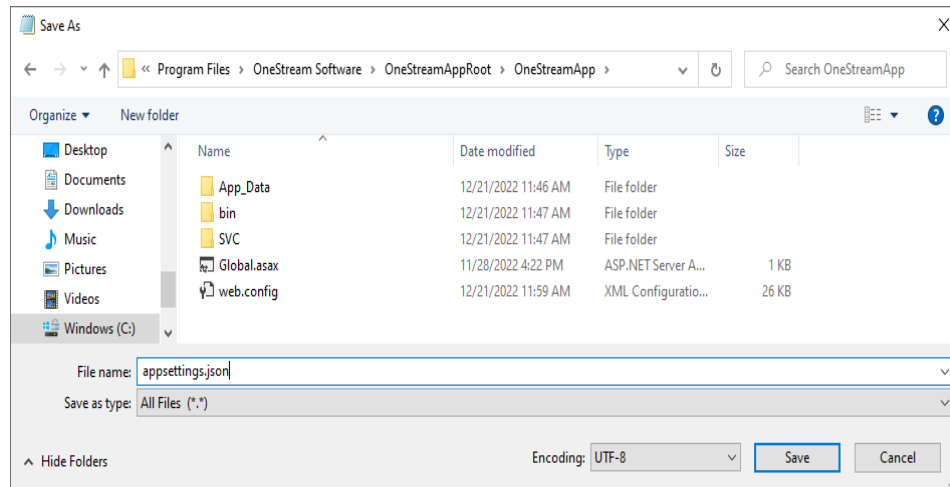 Save As
« Program Files › OneStream Software › OneStreamAppRoot › OneStreamApp ›
Search OneStreamApp
Organize New folder
Name Date modified Type Size
Desktop
Documents
Downloads
Music
Pictures
Videos
Windows (C:)
App_Data 12/21/2022 11:46 AM File folder
bin 12/21/2022 11:47 AM File folder
SVC 12/21/2022 11:47 AM File folder
Global.asax 11/28/2022 4:22 PM ASP.NET Server A... 1 KB
web.config 12/21/2022 11:59 AM XML Configuratio... 26 KB
File name: appsettings.json
Save as type: All Files (*.*)
Hide Folders Encoding: UTF-8 Save Cancel